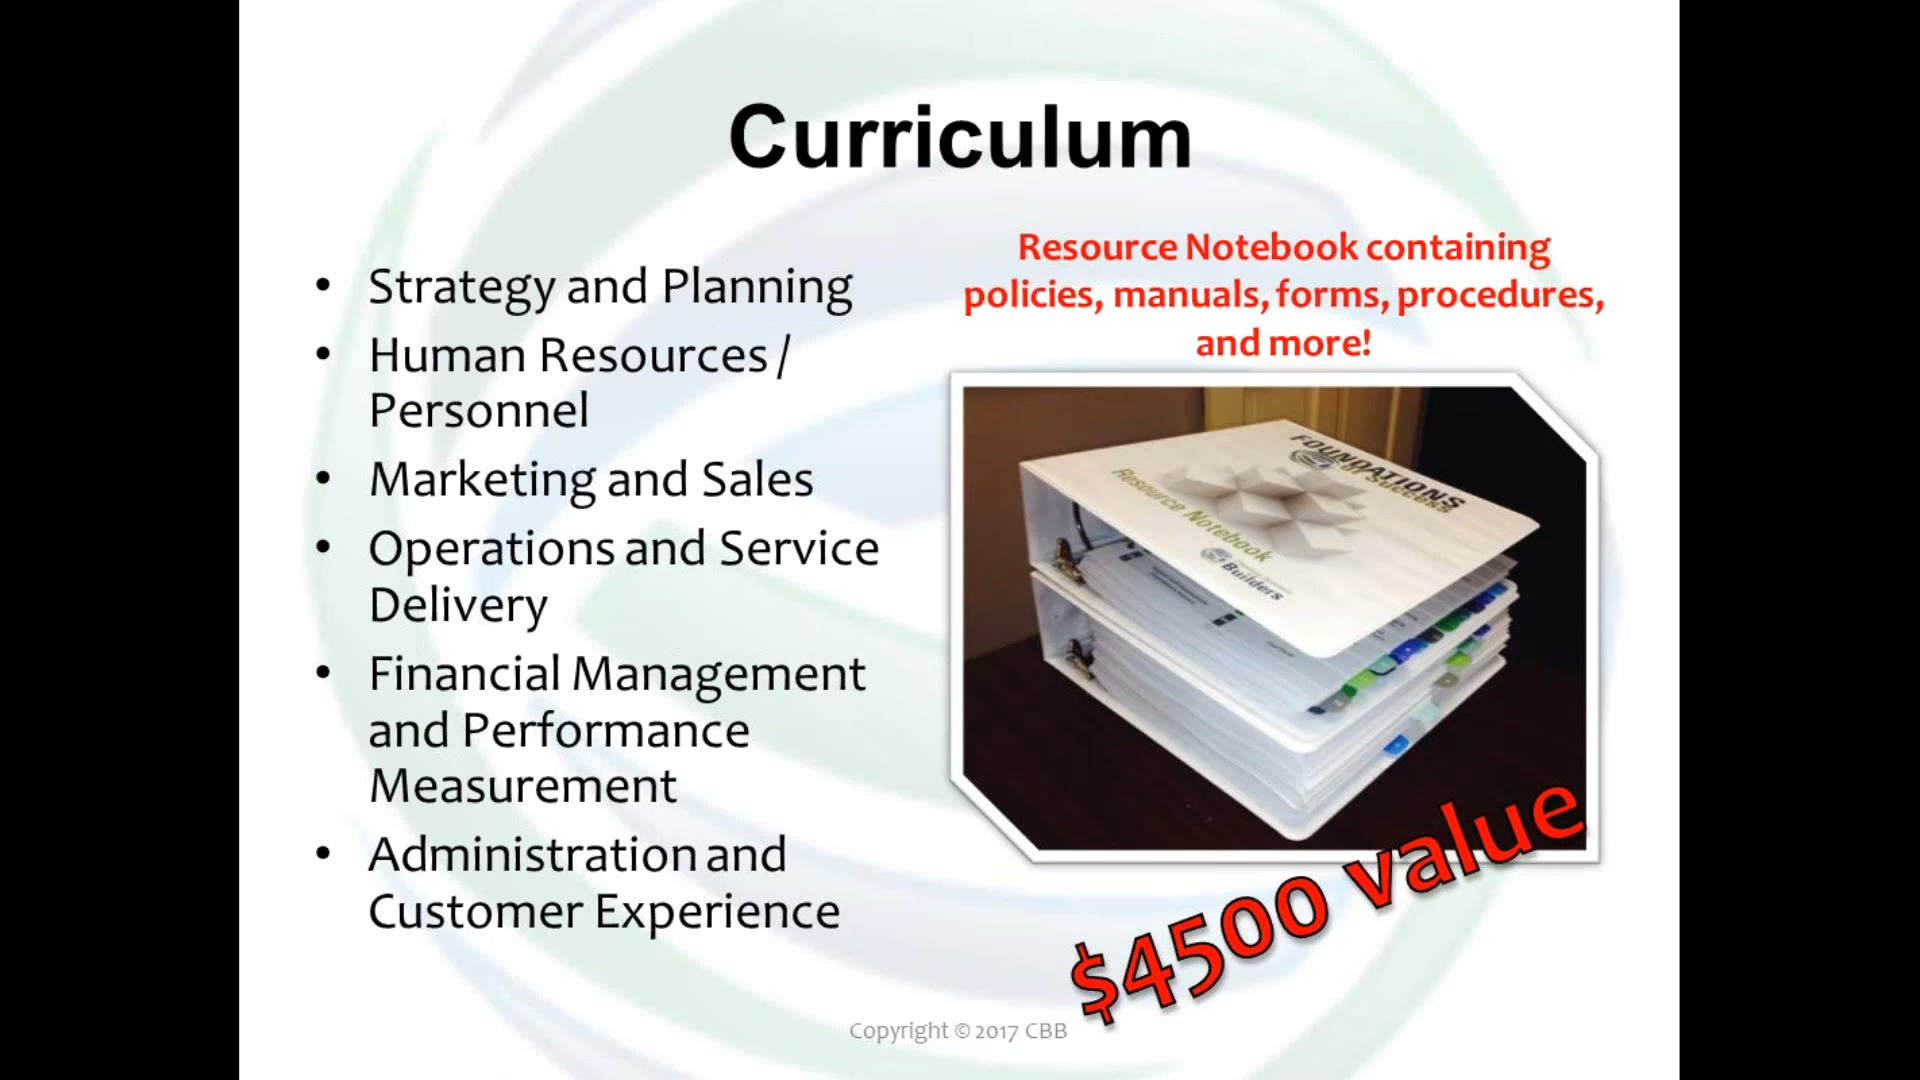 Curriculum
• Strategy and Planning
• Human Resources /
Personnel
• Marketing and Sales
• Operations and Service
Delivery
• Financial Management
and Performance
Measurement
• Administration and
Customer Experience
Resource Notebook containing
policies, manuals, forms, procedures,
and more!
FOUNDATIONS
OF Success
Resource Notebook
Builders
$4500 value
Copyright © 2017 CBB